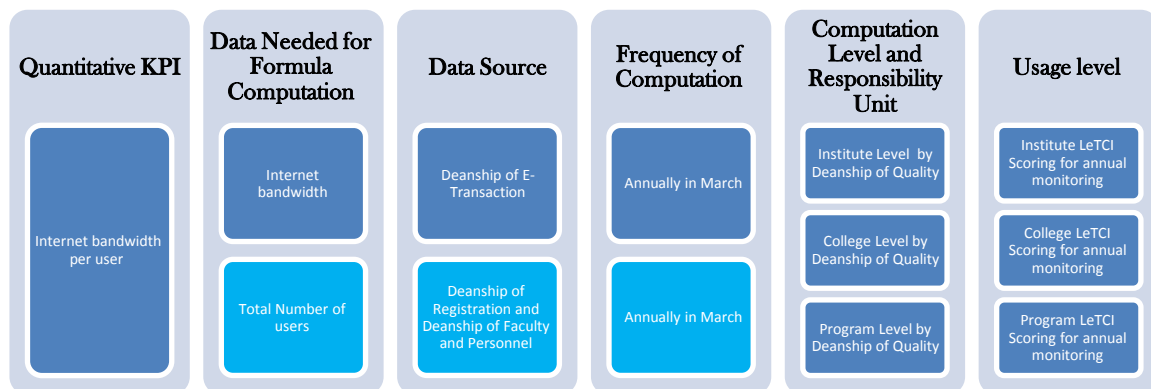 Quantitative KPI
Internet bandwidth
per user
Data Needed for
Formula
Computation
Internet
bandwidth
Total Number of
users
Data Source
Deanship of E-
Transaction
Deanship of
Registration and
Deanship of Faculty
and Personnel
Frequency of
Computation
Annually in March
Annually in March
Computation
Level and
Responsibility
Unit
Institute Level by
Deanship of Quality
College Level by
Deanship of Quality
Program Level by
Deanship of Quality
Usage level
Institute LeTCI
Scoring for annual
monitoring
College LeTCI
Scoring for annual
monitoring
Program LeTCI
Scoring for annual
monitoring